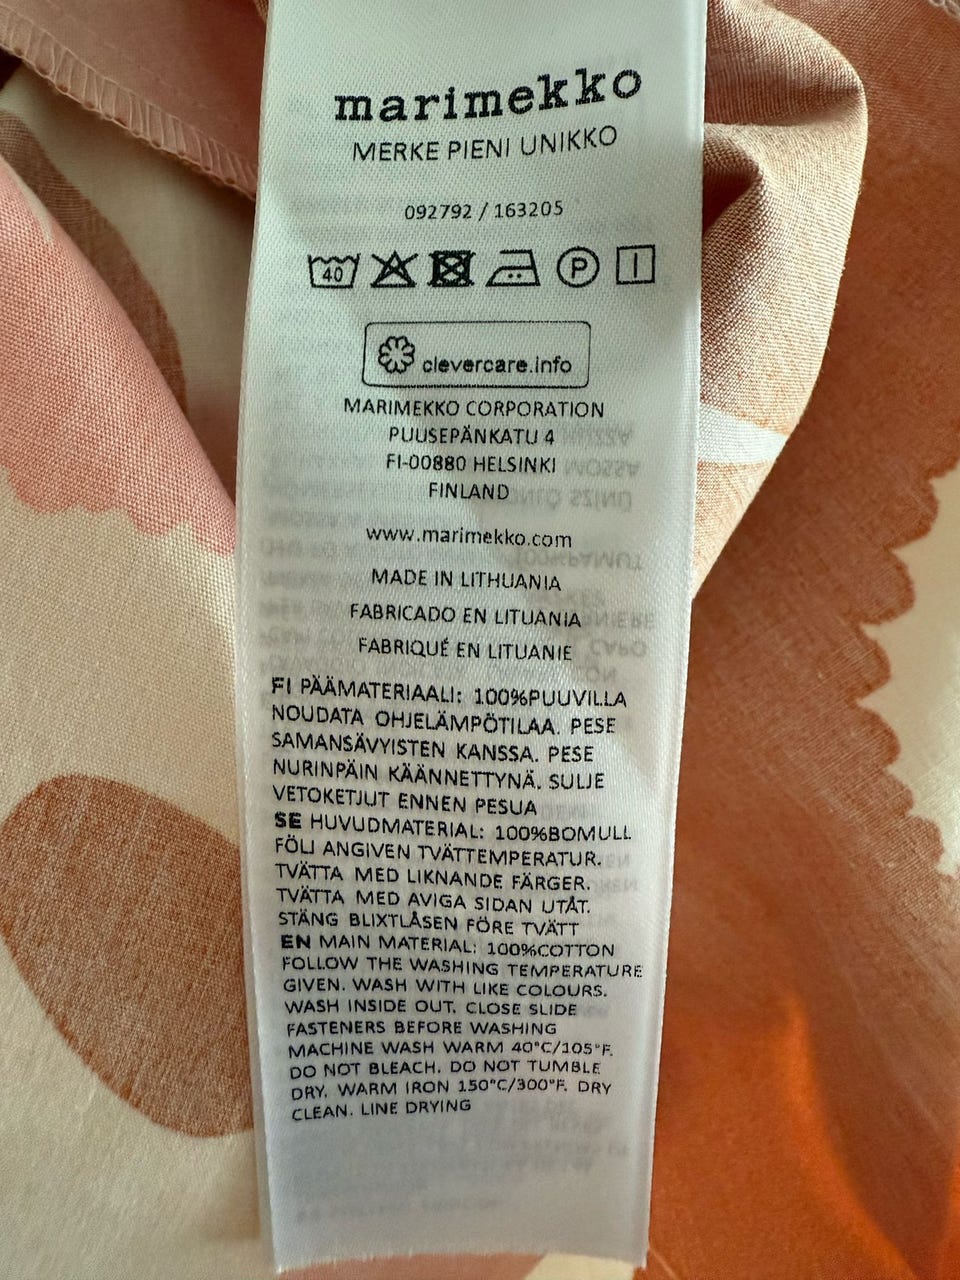 marimekko
MERKE PIENI UNIKKO
092792 / 163205
40 P
clevercare.info
MARIMEKKO CORPORATION
PUUSEPÄNKATU 4
FI-00880 HELSINKI
FINLAND
www.marimekko.com
MADE IN LITHUANIA
FABRICADO EN LITUANIA
FABRIQUÉ EN LITUANIE
FI PÄÄMATERIAALI: 100%PUUVILLA
NOUDATA OHJELÄMPÖTILAA. PESE
SAMANSÄVYISTEN KANSSA. PESE
NURINPÄIN KÄÄNNETTYNÄ. SULJE
VETOKETJUT ENNEN PESUA
SE HUVUDMATERIAL: 100%BOMULL
FÖLJ ANGIVEN TVÄTTEMPERATUR.
TVÄTTA MED LIKNANDE FÄRGER.
TVÄTTA MED AVIGA SIDAN UTÅT.
STÄNG BLIXTLÅSEN FÖRE TVÄTT
EN MAIN MATERIAL: 100%COTTON
FOLLOW THE WASHING TEMPERATURE
GIVEN. WASH WITH LIKE COLOURS.
WASH INSIDE OUT. CLOSE SLIDE
FASTENERS BEFORE WASHING
MACHINE WASH WARM 40°C/105°F.
DO NOT BLEACH. DO NOT TUMBLE
DRY. WARM IRON 150°C/300°F. DRY
CLEAN. LINE DRYING